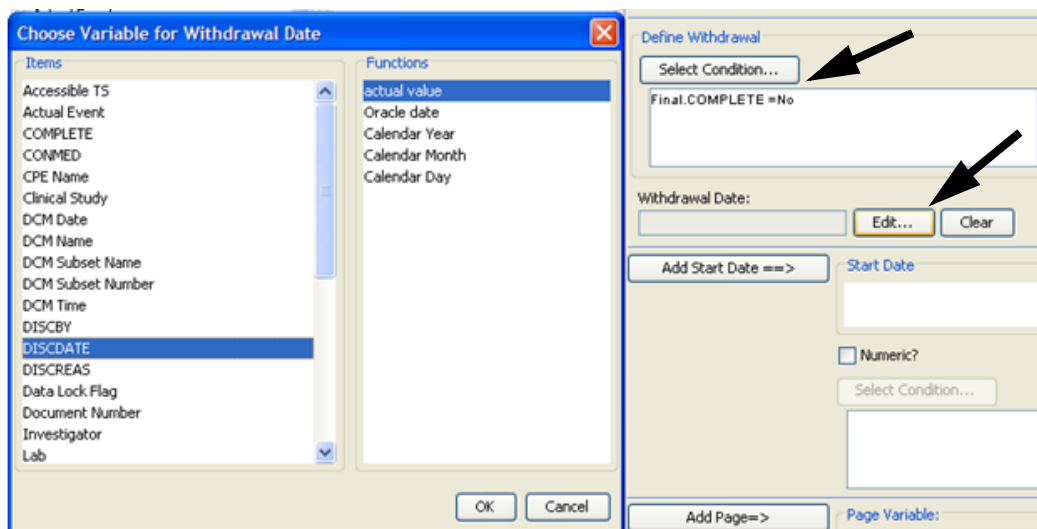 Choose Variable for Withdrawal Date
Items
Accessible TS
Actual Event
COMPLETE
CONMED
CPE Name
Clinical Study
DCM Date
DCM Name
DCM Subset Name
DCM Subset Number
DCM Time
DISCBY
DISCDATE
DISCREAS
Data Lock Flag
Document Number
Investigator
Lab
Functions
actual value
Oracle date
Calendar Year
Calendar Month
Calendar Day
OK
Cancel
Define Withdrawal
Select Condition...
Final.COMPLETE =No
Withdrawal Date:
Edit...
Clear
Add Start Date ==>
Start Date
Numeric?
Select Condition...
Add Page=>
Page Variable: